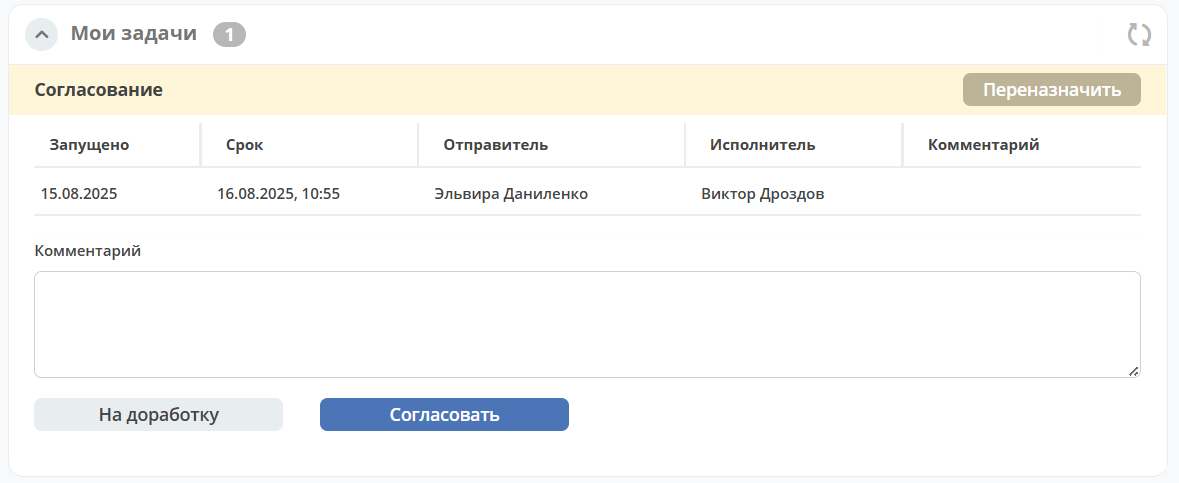 Мои задачи 1
Согласование Переназначить
Запущено Срок Отправитель Исполнитель Комментарий
15.08.2025 16.08.2025, 10:55 Эльвира Даниленко Виктор Дроздов
Комментарий
На доработку Согласовать